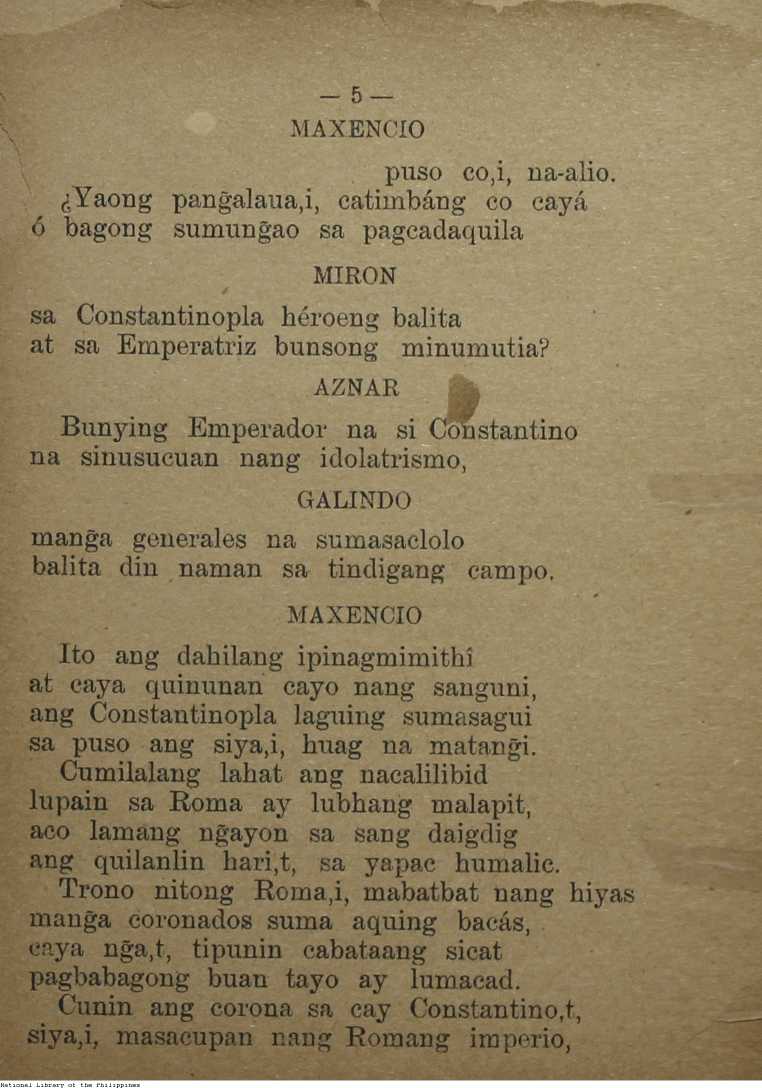 — 5 —
MAXENCIO
puso co,i, na-alio.
¿Yaong pang̃alaua,i, catimbáng co cayá
ó bagong sumung̃ao sa pagcadaquila
MIRON
sa Constantinopla héroeng balita
at sa Emperatriz bunsong minumutia?
AZNAR
Bunying Emperador na si Constantino
na sinusucuan nang idolatrismo,
GALINDO
mang̃a generales na sumasaclolo
balita din naman sa tindigang campo.
MAXENCIO
Ito ang dahilang ipinagmimithî
at caya quinunan cayo nang sanguni,
ang Constantinopla laguing sumasagui
sa puso ang siya,i, huag na matang̃i.
Cumilalang lahat ang nacalilibid
lupain sa Roma ay lubhang malapit,
aco lamang ng̃ayon sa sang daigdig
ang quilanlin hari,t, sa yapac humalic.
Trono nitong Roma,i, mabatbat nang hiyas
mang̃a coronados suma aquing bacás,
caya ng̃a,t, tipunin cabataang sicat
pagbabagong buan tayo ay lumacad.
Cunin ang corona sa cay Constantino,t,
siya,i, masacupan nang Romang imperio,
National Library of the Philippines